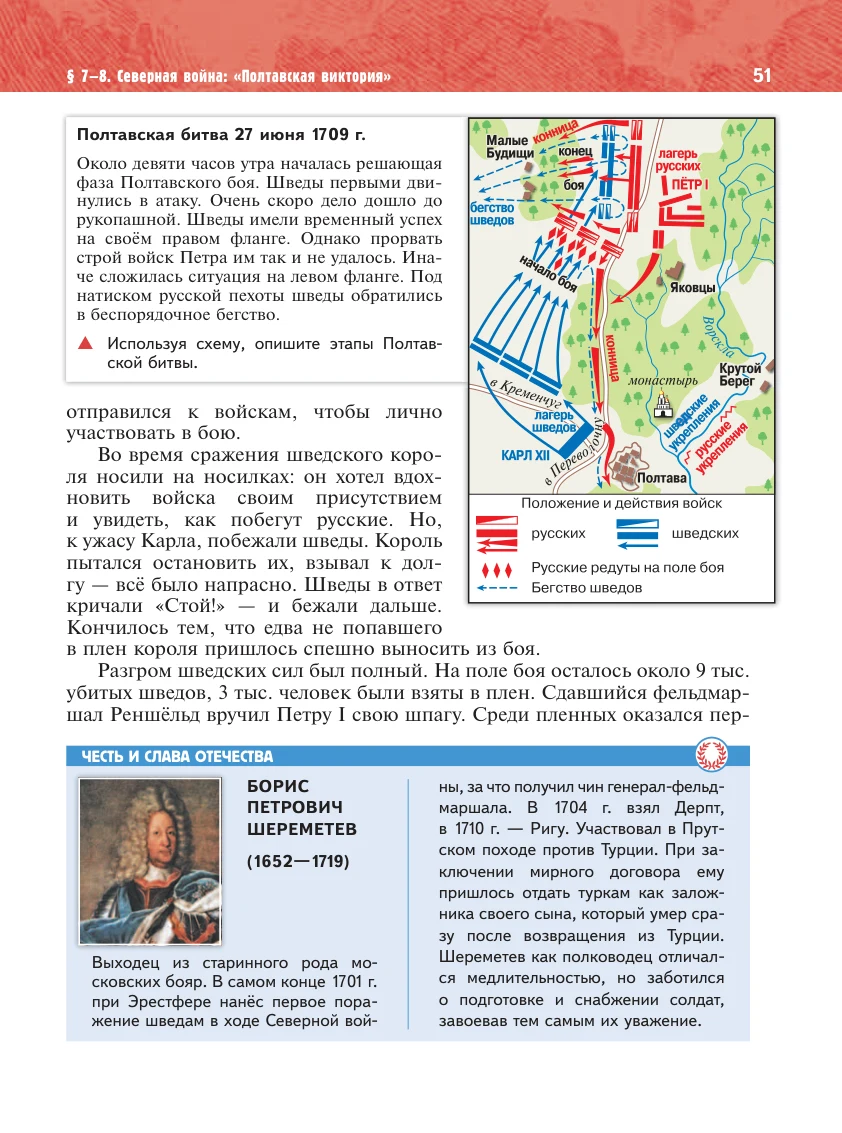 § 7–8. Северная война: «Полтавская виктория»
51
Полтавская битва 27 июня 1709 г.
Около девяти часов утра началась решающая
фаза Полтавского боя. Шведы первыми дви-
нулись в атаку. Очень скоро дело дошло до
рукопашной. Шведы имели временный успех
на своём правом фланге. Однако прорвать
строй войск Петра им так и не удалось. Ина-
че сложилась ситуация на левом фланге. Под
натиском русской пехоты шведы обратились
в беспорядочное бегство.
Используя схему, опишите этапы Полтав-
ской битвы.
Малые
Будищи
конница
конец
боя
лагерь
русских
ПЁТР I
бегство
шведов
начало боя
Яковцы
Ворскла
конница
Крутой
Берег
монастырь
в Кременчуг
шведские
укрепления
русские
укрепления
лагерь
шведов
КАРЛ XII
в Переволочну
Полтава
Положение и действия войск
русских
шведских
Русские редуты на поле боя
Бегство шведов
отправился к войскам, чтобы лично
участвовать в бою.
Во время сражения шведского коро-
ля носили на носилках: он хотел вдох-
новить войска своим присутствием
и увидеть, как побегут русские. Но,
к ужасу Карла, побежали шведы. Король
пытался остановить их, взывал к дол-
гу — всё было напрасно. Шведы в ответ
кричали «Стой!» — и бежали дальше.
Кончилось тем, что едва не попавшего
в плен короля пришлось спешно выносить из боя.
Разгром шведских сил был полный. На поле боя осталось около 9 тыс.
убитых шведов, 3 тыс. человек были взяты в плен. Сдавшийся фельдмар-
шал Реншёльд вручил Петру I свою шпагу. Среди пленных оказался пер-
ЧЕСТЬ И СЛАВА ОТЕЧЕСТВА
БОРИС
ПЕТРОВИЧ
ШЕРЕМЕТЕВ
(1652—1719)
Выходец из старинного рода мо-
сковских бояр. В самом конце 1701 г.
при Эрестфере нанёс первое пора-
жение шведам в ходе Северной вой-
ны, за что получил чин генерал-фельд-
маршала. В 1704 г. взял Дерпт,
в 1710 г. — Ригу. Участвовал в Прут-
ском походе против Турции. При за-
ключении мирного договора ему
пришлось отдать туркам как залож-
ника своего сына, который умер сра-
зу после возвращения из Турции.
Шереметев как полководец отличал-
ся медлительностью, но заботился
о подготовке и снабжении солдат,
завоевав тем самым их уважение.